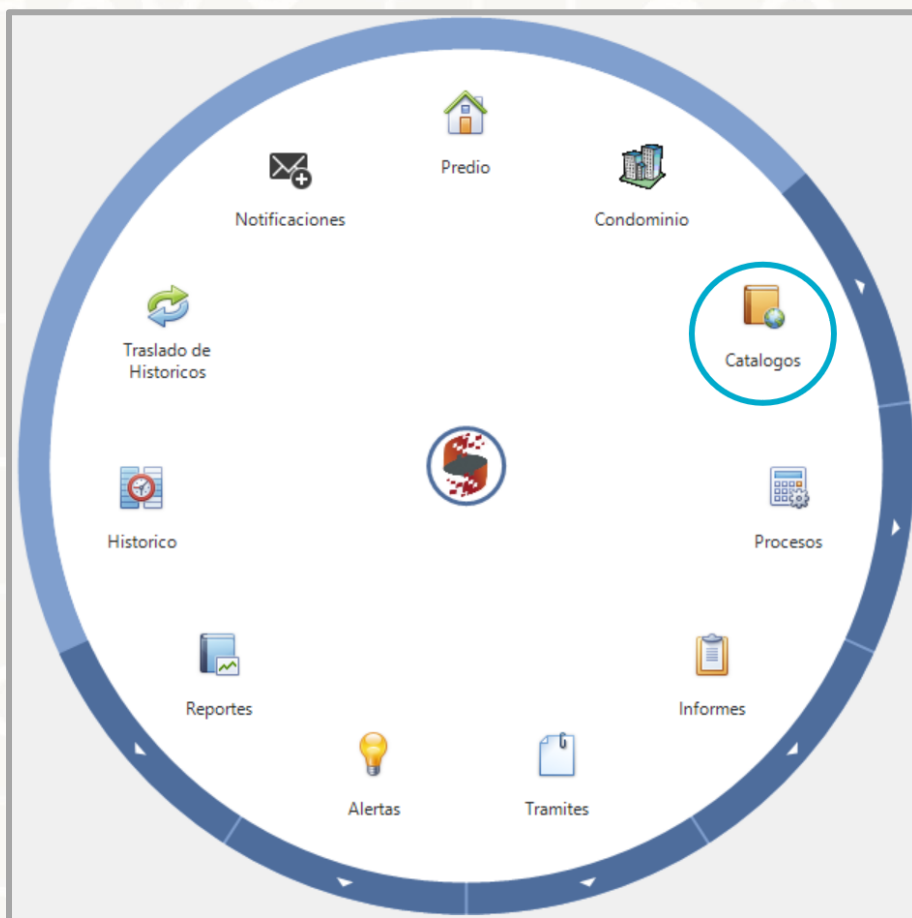 Predio
Condominio
Notificaciones
Catalogos
Traslado de
Historicos
Procesos
Historico
Informes
Reportes
Tramites
Alertas